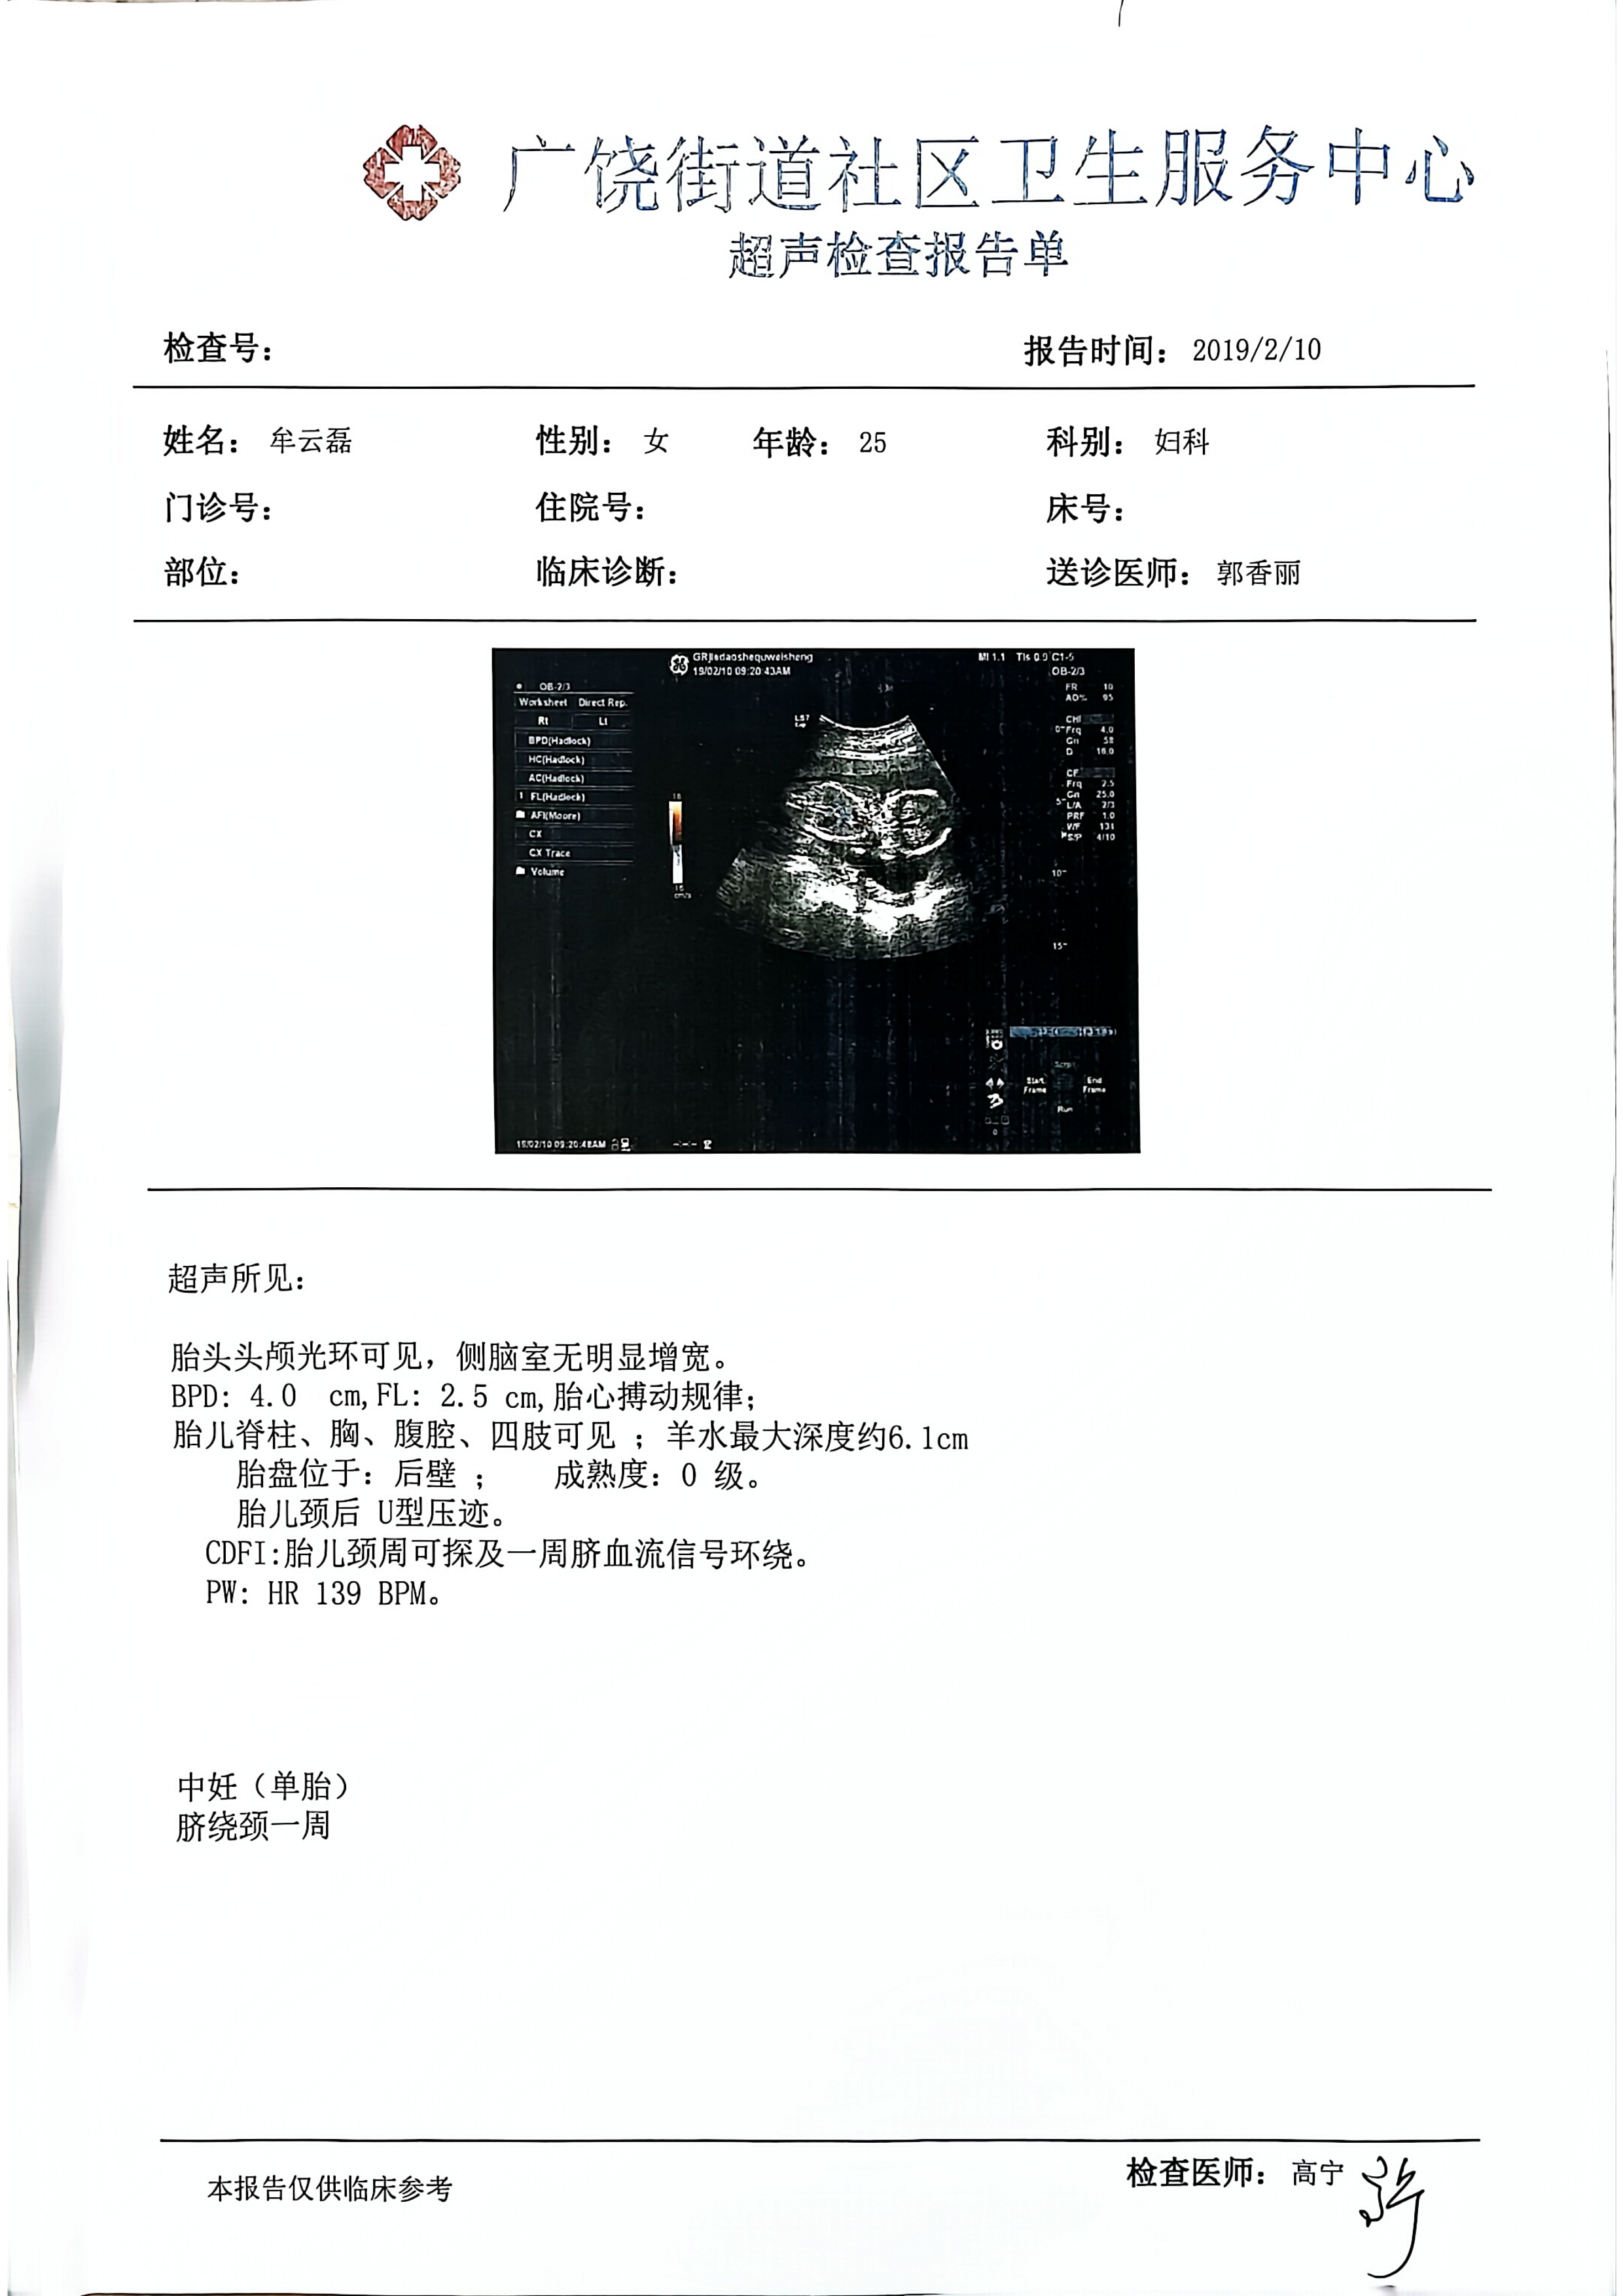 广饶街道社区卫生服务中心
超声检查报告单
检查号： 报告时间： 2019/2/10
姓名： 牟云磊 性别： 女 年龄： 25 科别： 妇科
门诊号： 住院号： 床号：
部位： 临床诊断： 送诊医师： 郭香丽
GRjiedaoshequweisheng MI 1.1 TIs 0.9 C1-5
19/02/10 09:20:43AM OB-2/3
OB-2/3
Worksheet Direct Rep.
Rt Lt
BPD(Hadlock)
HC(Hadlock)
AC(Hadlock)
FL(Hadlock)
AFI(Moore)
CX
CX Trace
Volume
FR 10
AO% 95
CHI
Frq 4.0
Gn 58
D 16.0
CF
Frq 2.5
Gn 25.0
L/A 2/3
PRF 1.0
WF 131
S/P 4/10
10-
15-
Start Frame End Frame
Run
超声所见：
胎头头颅光环可见，侧脑室无明显增宽。
BPD: 4.0 cm,FL: 2.5 cm,胎心搏动规律；
胎儿脊柱、胸、腹腔、四肢可见 ；羊水最大深度约6.1cm
胎盘位于：后壁 ； 成熟度：0 级。
胎儿颈后 U型压迹。
CDFI:胎儿颈周可探及一周脐血流信号环绕。
PW: HR 139 BPM。
中妊（单胎）
脐绕颈一周
本报告仅供临床参考 检查医师： 高宁